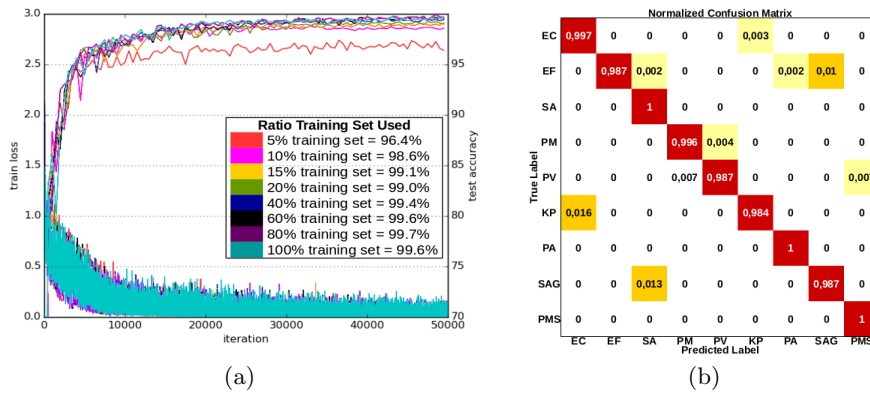 3.0
2.5
2.0
1.5
1.0
0.5
0.0
train loss
0 10000 20000 30000 40000 50000
iteration
95
90
85
80
75
70
test accuracy
Ratio Training Set Used
5% training set = 96.4%
10% training set = 98.6%
15% training set = 99.1%
20% training set = 99.0%
40% training set = 99.4%
60% training set = 99.6%
80% training set = 99.7%
100% training set = 99.6%
(a)
Normalized Confusion Matrix
True Label
EC 0,997 0 0 0 0 0,003 0 0 0
EF 0 0,987 0,002 0 0 0 0,002 0,01 0
SA 0 0 1 0 0 0 0 0 0
PM 0 0 0 0,996 0,004 0 0 0 0
PV 0 0 0 0,007 0,987 0 0 0 0,007
KP 0,016 0 0 0 0 0,984 0 0 0
PA 0 0 0 0 0 0 1 0 0
SAG 0 0 0,013 0 0 0 0 0,987 0
PMS 0 0 0 0 0 0 0 0 1
EC EF SA PM PV KP PA SAG PMS
Predicted Label
(b)